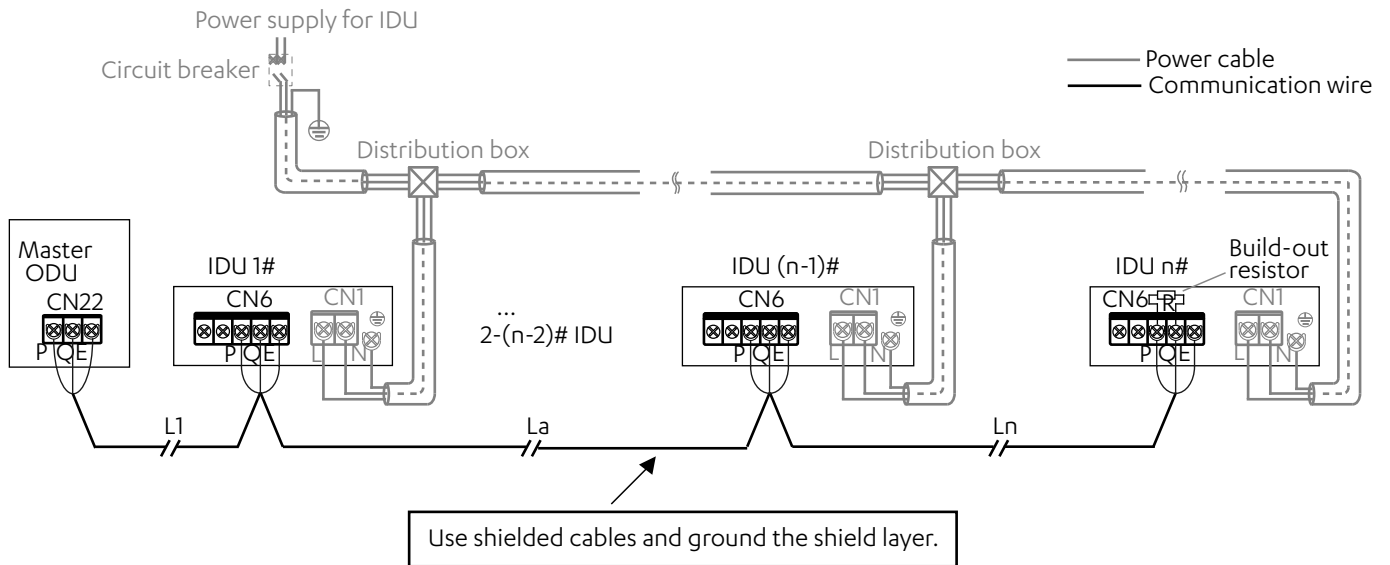 Power supply for IDU
Circuit breaker
Power cable
Communication wire
Distribution box
Distribution box
Master
ODU
CN22
P Q E
IDU 1#
CN6
CN1
P Q E
L N
...
2-(n-2)# IDU
IDU (n-1)#
CN6
CN1
P Q E
L N
IDU n#
Build-out
resistor
CN6
R
CN1
P Q E
L N
L1
La
Ln
Use shielded cables and ground the shield layer.